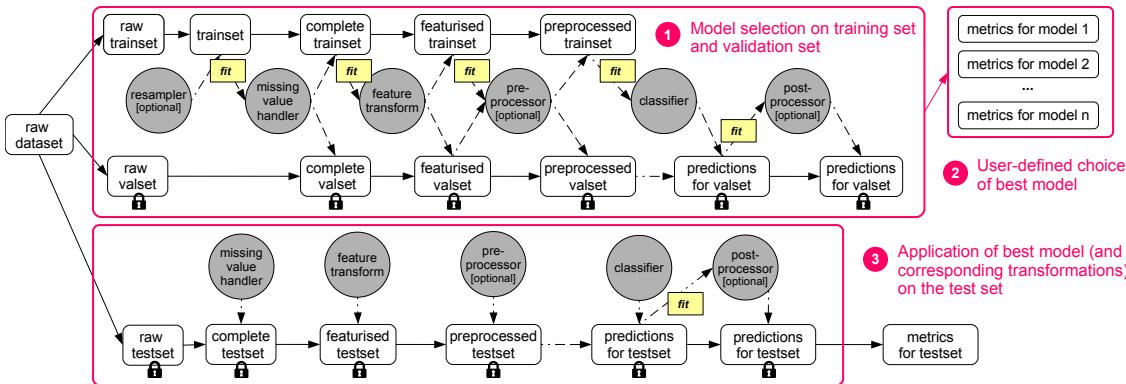 raw
trainset
trainset
complete
trainset
featurised
trainset
preprocessed
trainset
1 Model selection on training set
and validation set
metrics for model 1
metrics for model 2
...
metrics for model n
fit
fit
fit
fit
resampler
[optional]
missing
value
handler
feature
transform
pre-
processor
[optional]
classifier
post-
processor
[optional]
fit
raw
dataset
raw
valset
complete
valset
featurised
valset
preprocessed
valset
predictions
for valset
predictions
for valset
2 User-defined choice
of best model
missing
value
handler
feature
transform
pre-
processor
[optional]
classifier
post-
processor
[optional]
fit
3 Application of best model (and
corresponding transformations)
on the test set
raw
testset
complete
testset
featurised
testset
preprocessed
testset
predictions
for testset
predictions
for testset
metrics
for testset